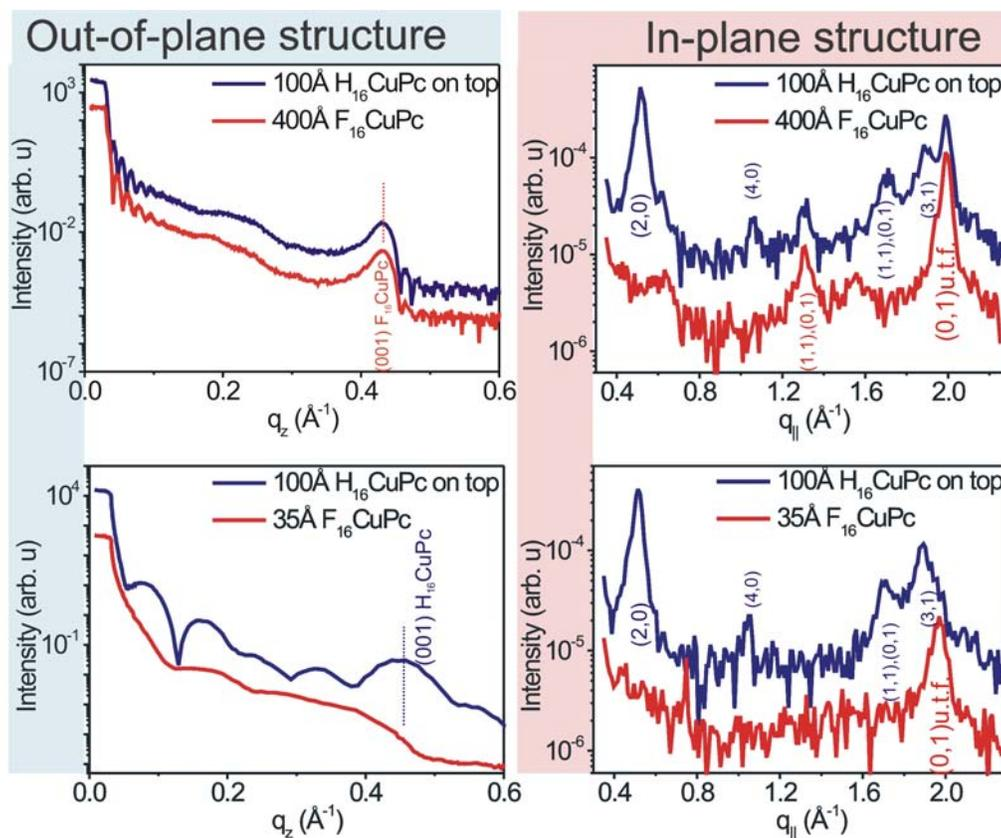 Out-of-plane structure
In-plane structure
100Å H₁₆CuPc on top
400Å F₁₆CuPc
10³
10⁻²
10⁻⁷
Intensity (arb. u)
(001) F₁₆CuPc
0.0 0.2 0.4 0.6
q_z (Å⁻¹)
100Å H₁₆CuPc on top
400Å F₁₆CuPc
10⁻⁴
10⁻⁵
10⁻⁶
Intensity (arb. u)
(2,0)
(4,0)
(1,1),(0,1)
(1,1),(0,1)
(3,1)
(0,1)u.t.f.
0.4 0.8 1.2 1.6 2.0
q_|| (Å⁻¹)
100Å H₁₆CuPc on top
35Å F₁₆CuPc
10⁴
10⁻¹
Intensity (arb. u)
(001) H₁₆CuPc
0.0 0.2 0.4 0.6
q_z (Å⁻¹)
100Å H₁₆CuPc on top
35Å F₁₆CuPc
10⁻⁴
10⁻⁵
10⁻⁶
Intensity (arb. u)
(2,0)
(4,0)
(1,1),(0,1)
(3,1)
(0,1)u.t.f.
0.4 0.8 1.2 1.6 2.0
q_|| (Å⁻¹)